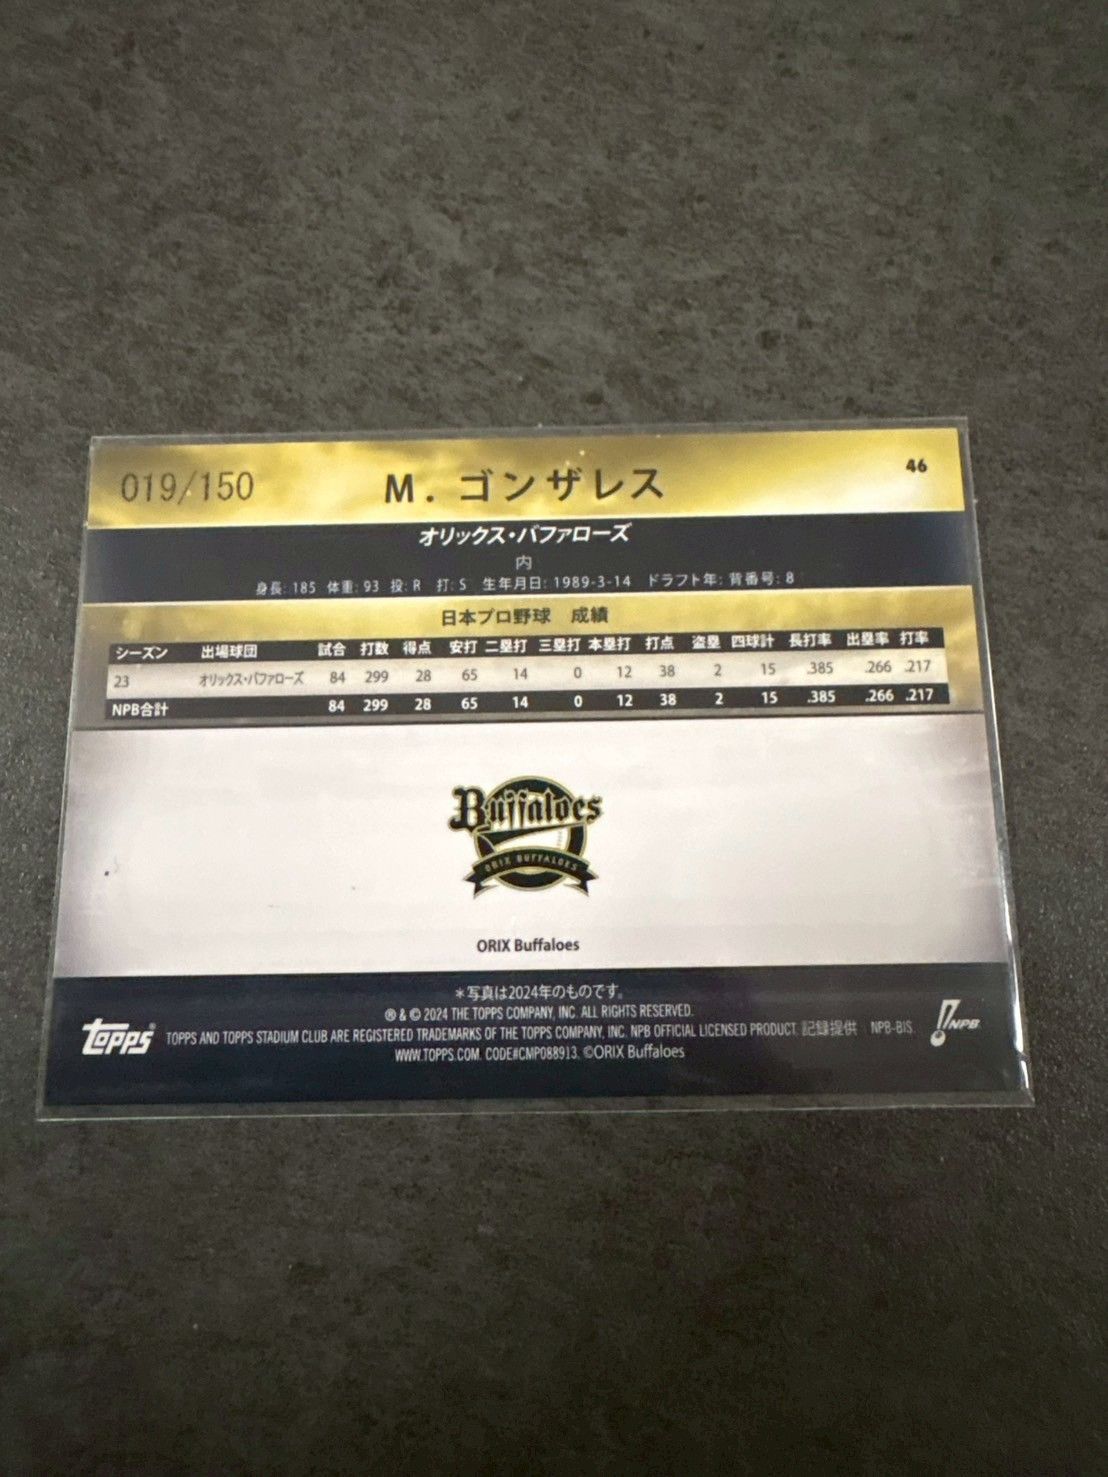 019/150 M. ゴンザレス 46
オリックス・バファローズ
内
身長: 185 体重: 93 投: R 打: S 生年月日: 1989-3-14 ドラフト年; 背番号: 8
日本プロ野球 成績
シーズン 出場球団 試合 打数 得点 安打 二塁打 三塁打 本塁打 打点 盗塁 四球計 長打率 出塁率 打率
23 オリックス・バファローズ 84 299 28 65 14 0 12 38 2 15 .385 .266 .217
NPB合計 84 299 28 65 14 0 12 38 2 15 .385 .266 .217
Buffaloes
ORIX BUFFALOES
ORIX Buffaloes
＊写真は2024年のものです。
® & © 2024 THE TOPPS COMPANY, INC. ALL RIGHTS RESERVED.
topps® TOPPS AND TOPPS STADIUM CLUB ARE REGISTERED TRADEMARKS OF THE TOPPS COMPANY, INC. NPB OFFICIAL LICENSED PRODUCT. 記録提供 NPB-BIS. NPB
WWW.TOPPS.COM. CODE#CMP088913. ©ORIX Buffaloes